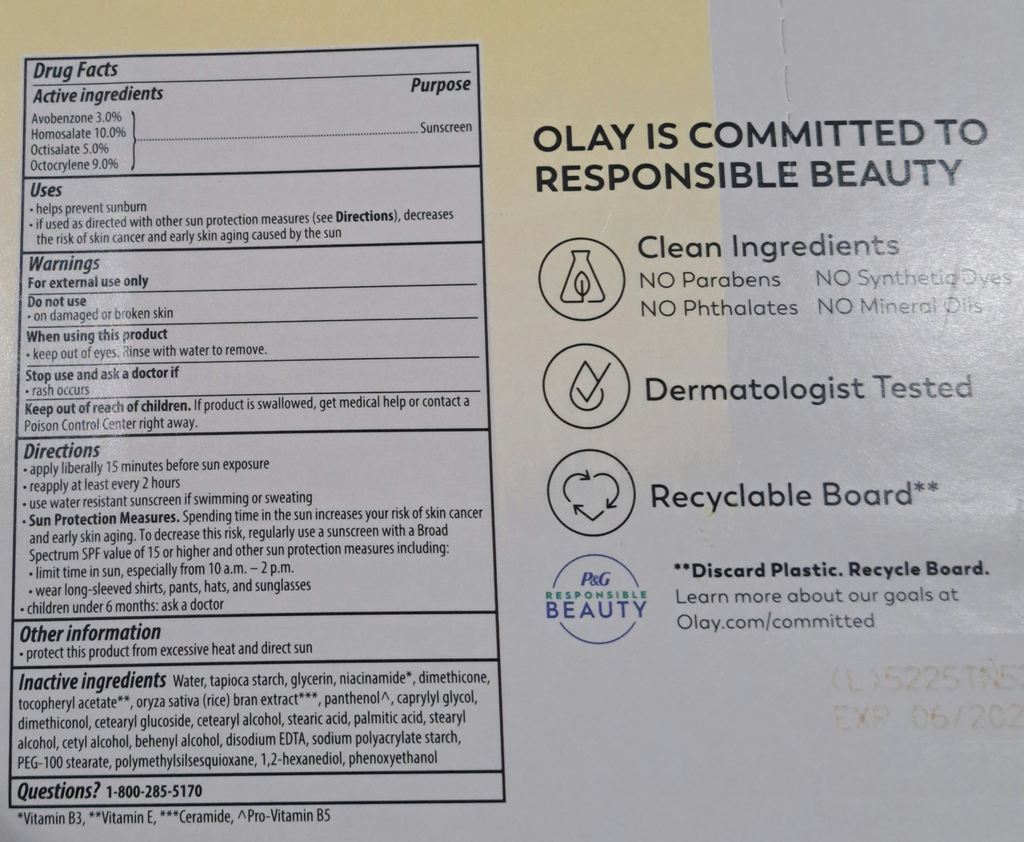 Drug Facts
Active ingredients Purpose
Avobenzone 3.0%
Homosalate 10.0%
Octisalate 5.0%
Octocrylene 9.0%
Sunscreen
Uses
• helps prevent sunburn
• if used as directed with other sun protection measures (see Directions), decreases
the risk of skin cancer and early skin aging caused by the sun
Warnings
For external use only
Do not use
• on damaged or broken skin
When using this product
• keep out of eyes. Rinse with water to remove.
Stop use and ask a doctor if
• rash occurs
Keep out of reach of children. If product is swallowed, get medical help or contact a
Poison Control Center right away.
Directions
• apply liberally 15 minutes before sun exposure
• reapply at least every 2 hours
• use water resistant sunscreen if swimming or sweating
• Sun Protection Measures. Spending time in the sun increases your risk of skin cancer
and early skin aging. To decrease this risk, regularly use a sunscreen with a Broad
Spectrum SPF value of 15 or higher and other sun protection measures including:
• limit time in sun, especially from 10 a.m. – 2 p.m.
• wear long-sleeved shirts, pants, hats, and sunglasses
• children under 6 months: ask a doctor
Other information
• protect this product from excessive heat and direct sun
Inactive ingredients Water, tapioca starch, glycerin, niacinamide*, dimethicone,
tocopheryl acetate**, oryza sativa (rice) bran extract***, panthenol^, caprylyl glycol,
dimethiconol, cetearyl glucoside, cetearyl alcohol, stearic acid, palmitic acid, stearyl
alcohol, cetyl alcohol, behenyl alcohol, disodium EDTA, sodium polyacrylate starch,
PEG-100 stearate, polymethylsilsesquioxane, 1,2-hexanediol, phenoxyethanol
Questions? 1-800-285-5170
*Vitamin B3, **Vitamin E, ***Ceramide, ^Pro-Vitamin B5
OLAY IS COMMITTED TO
RESPONSIBLE BEAUTY
Clean Ingredients
NO Parabens NO Synthetic Dyes
NO Phthalates NO Mineral Oils
Dermatologist Tested
Recyclable Board**
P&G
RESPONSIBLE
BEAUTY
**Discard Plastic. Recycle Board.
Learn more about our goals at
Olay.com/committed
(L)5225TN5
EXP 06/202